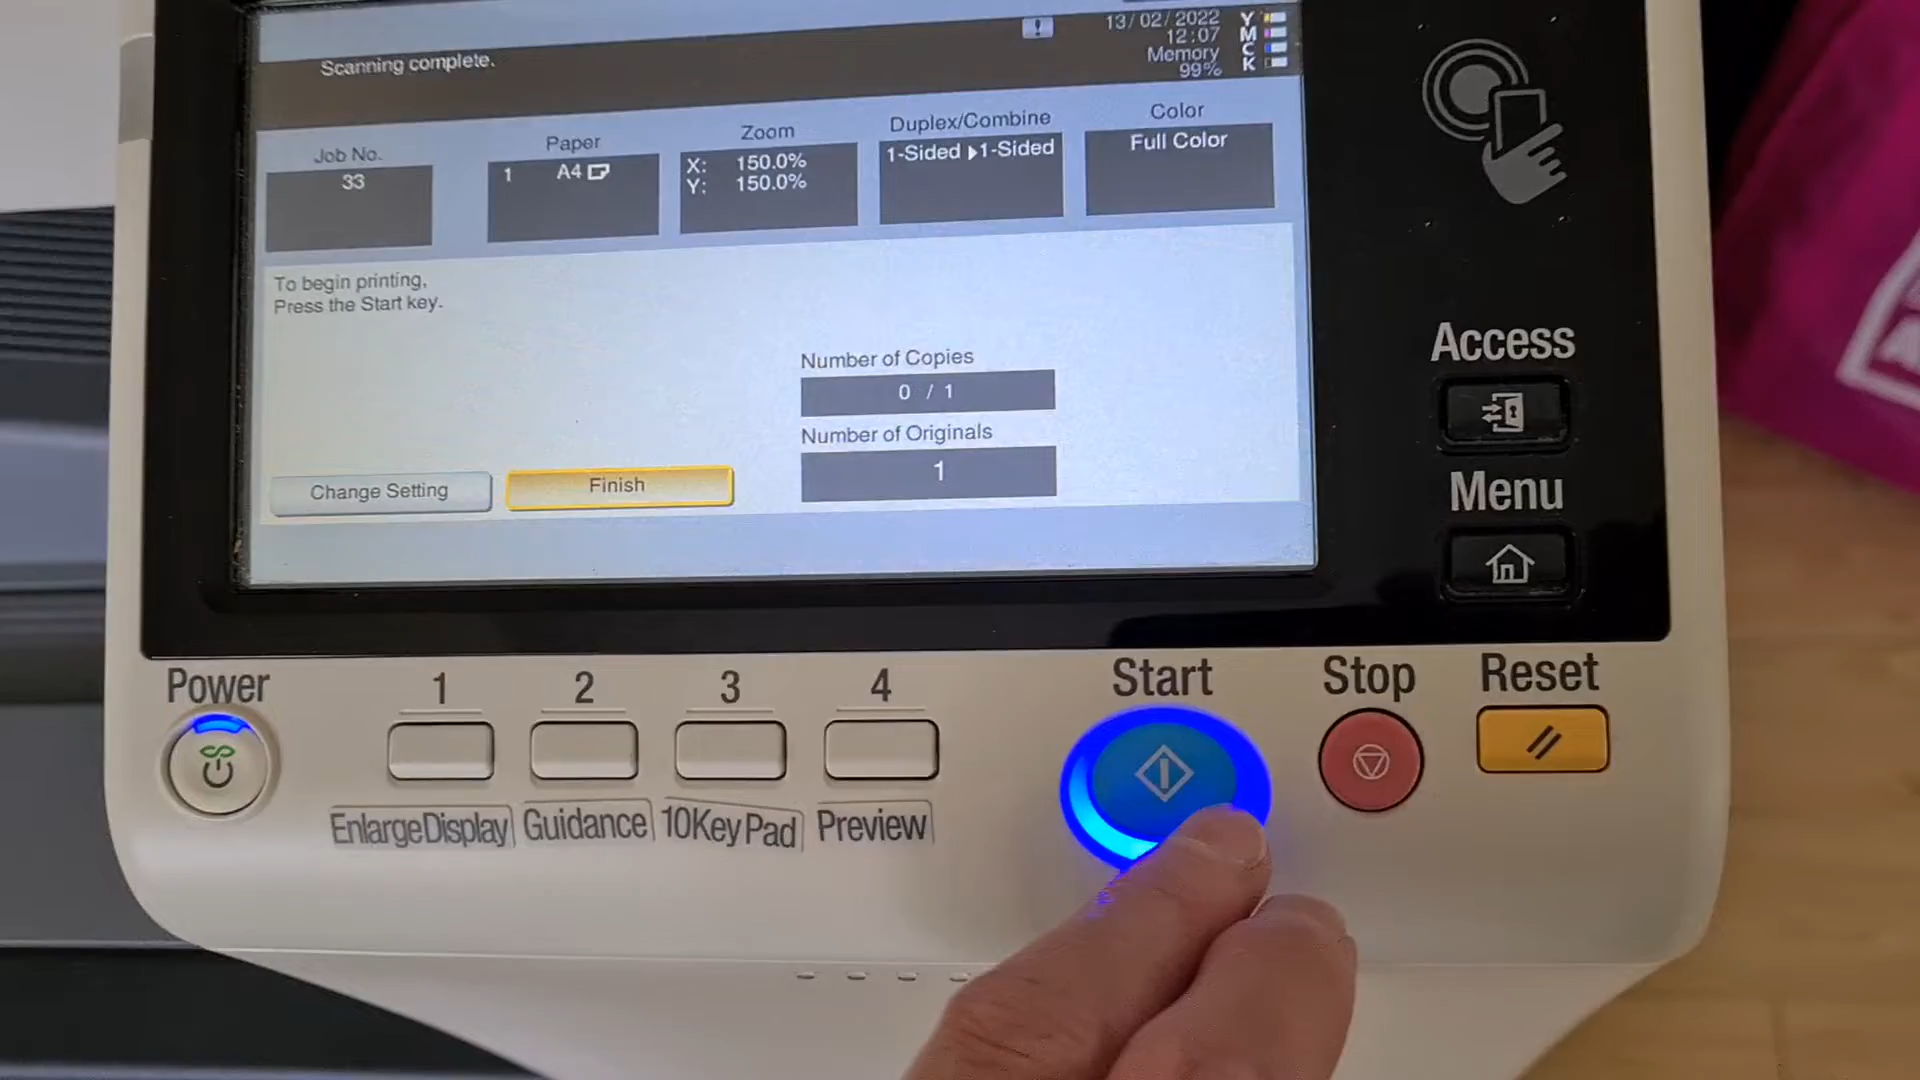 Scanning complete.
!
13/02/2022
12:07
Memory
99%
Y
M
C
K
Job No.
33
Paper
1 A4
Zoom
X: 150.0%
Y: 150.0%
Duplex/Combine
1-Sided ▶1-Sided
Color
Full Color
To begin printing,
Press the Start key.
Number of Copies
0 / 1
Number of Originals
1
Change Setting
Finish
Access
Menu
Power
1
2
3
4
Start
Stop
Reset
EnlargeDisplay
Guidance
10KeyPad
Preview